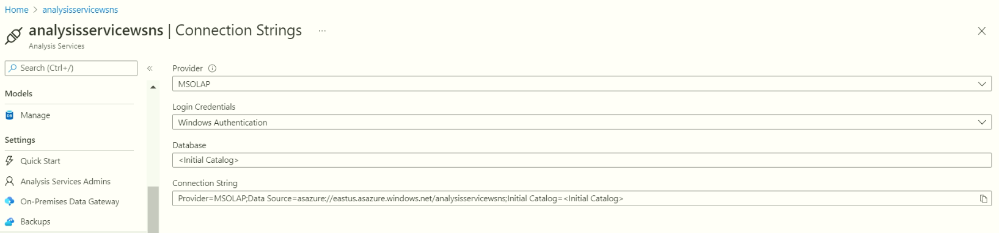 Home > analysisservicewsns
analysisservicewsns | Connection Strings ...
Analysis Services
Search (Ctrl+/)
«
Models
Manage
Settings
Quick Start
Analysis Services Admins
On-Premises Data Gateway
Backups
Provider
MSOLAP
Login Credentials
Windows Authentication
Database
<Initial Catalog>
Connection String
Provider=MSOLAP;Data Source=asazure://eastus.asazure.windows.net/analysisservicewsns;Initial Catalog=<Initial Catalog>